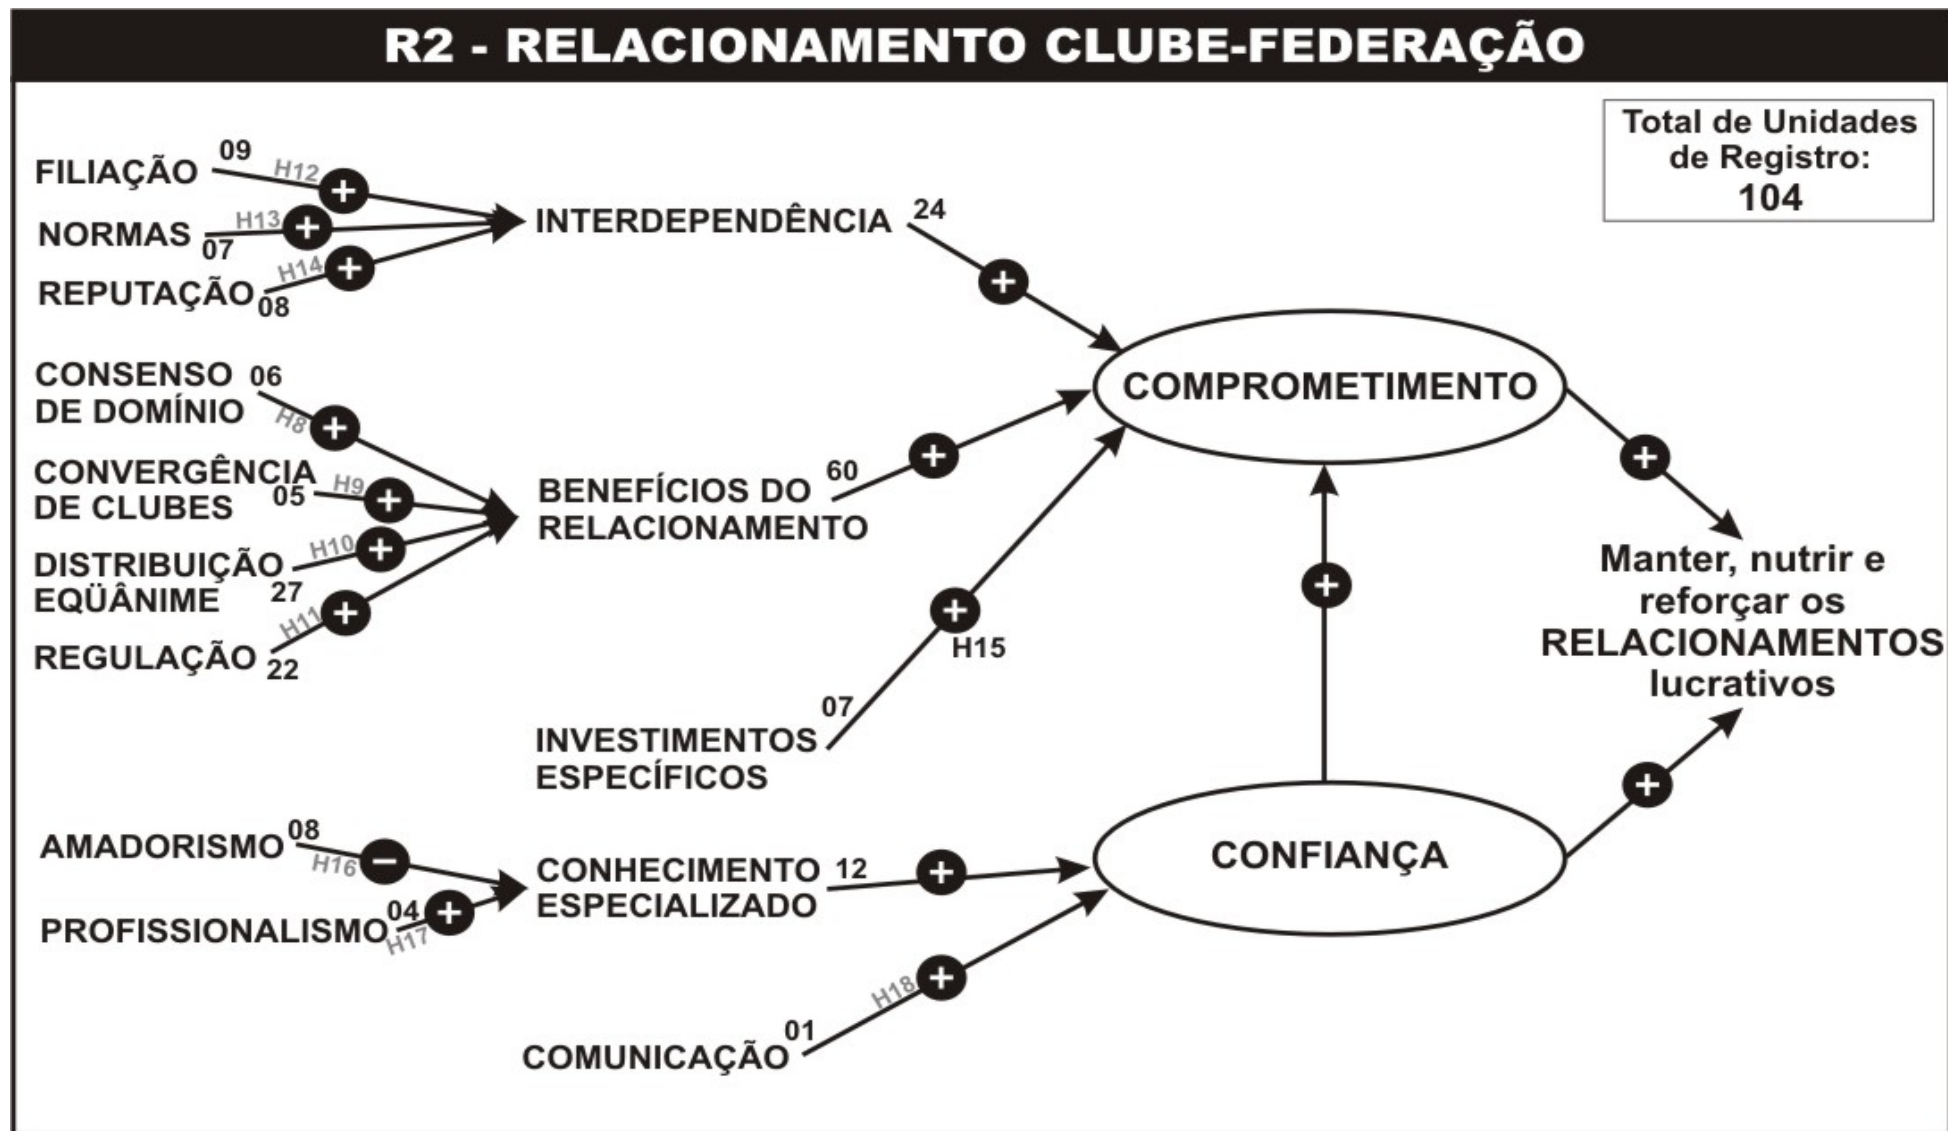 R2 - RELACIONAMENTO CLUBE-FEDERAÇÃO
Total de Unidades
de Registro:
104
FILIAÇÃO 09 H12 +
NORMAS 07 H13 +
REPUTAÇÃO 08 H14 +
INTERDEPENDÊNCIA 24 +
CONSENSO 06
DE DOMÍNIO H8 +
CONVERGÊNCIA H9 +
DE CLUBES 05
DISTRIBUIÇÃO H10 +
EQÜÂNIME 27
REGULAÇÃO 22 H11 +
BENEFÍCIOS DO 60 +
RELACIONAMENTO
INVESTIMENTOS 07
ESPECÍFICOS
+
H15
AMADORISMO 08 H16 −
PROFISSIONALISMO 04 H17 +
CONHECIMENTO 12 +
ESPECIALIZADO
COMUNICAÇÃO 01 H18 +
COMPROMETIMENTO
+
CONFIANÇA
+
Manter, nutrir e
reforçar os
RELACIONAMENTOS
lucrativos
+